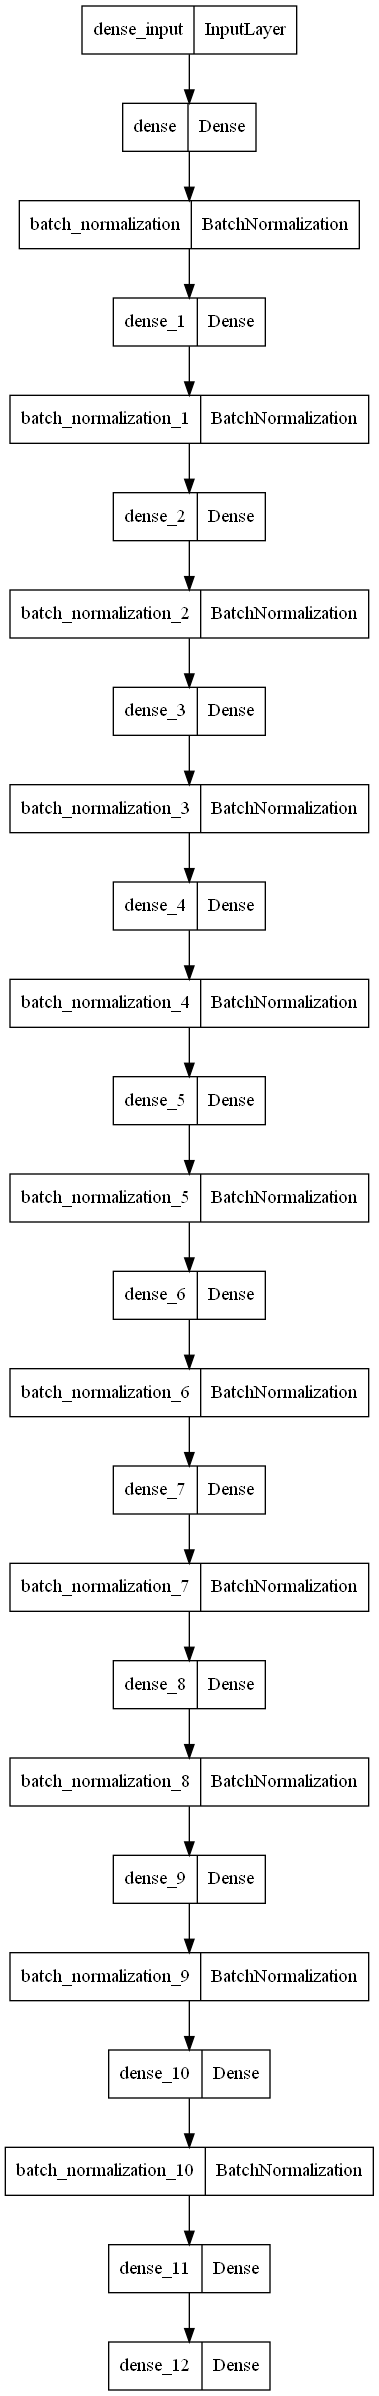 dense_input InputLayer
dense Dense
batch_normalization BatchNormalization
dense_1 Dense
batch_normalization_1 BatchNormalization
dense_2 Dense
batch_normalization_2 BatchNormalization
dense_3 Dense
batch_normalization_3 BatchNormalization
dense_4 Dense
batch_normalization_4 BatchNormalization
dense_5 Dense
batch_normalization_5 BatchNormalization
dense_6 Dense
batch_normalization_6 BatchNormalization
dense_7 Dense
batch_normalization_7 BatchNormalization
dense_8 Dense
batch_normalization_8 BatchNormalization
dense_9 Dense
batch_normalization_9 BatchNormalization
dense_10 Dense
batch_normalization_10 BatchNormalization
dense_11 Dense
dense_12 Dense